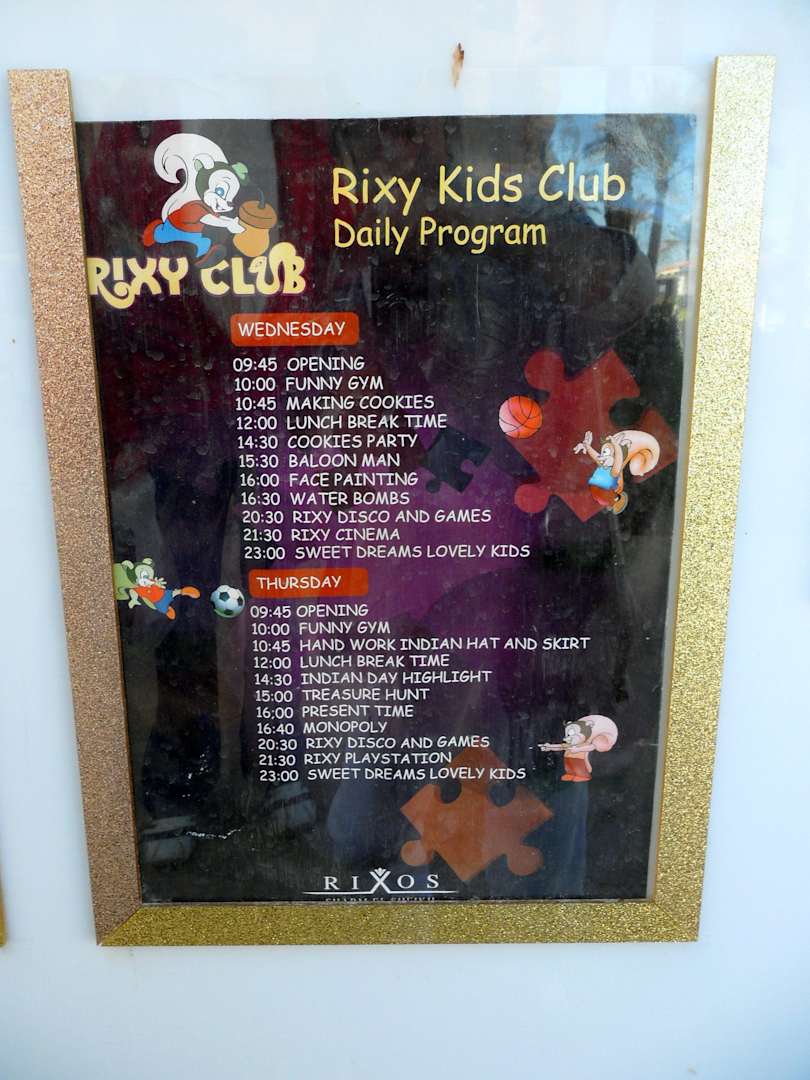 RIXY CLUB
Rixy Kids Club
Daily Program
WEDNESDAY
09:45 OPENING
10:00 FUNNY GYM
10:45 MAKING COOKIES
12:00 LUNCH BREAK TIME
14:30 COOKIES PARTY
15:30 BALOON MAN
16:00 FACE PAINTING
16:30 WATER BOMBS
20:30 RIXY DISCO AND GAMES
21:30 RIXY CINEMA
23:00 SWEET DREAMS LOVELY KIDS
THURSDAY
09:45 OPENING
10:00 FUNNY GYM
10:45 HAND WORK INDIAN HAT AND SKIRT
12:00 LUNCH BREAK TIME
14:30 INDIAN DAY HIGHLIGHT
15:00 TREASURE HUNT
16:00 PRESENT TIME
16:40 MONOPOLY
20:30 RIXY DISCO AND GAMES
21:30 RIXY PLAYSTATION
23:00 SWEET DREAMS LOVELY KIDS
RIXOS
SHARM EL SHEIKH